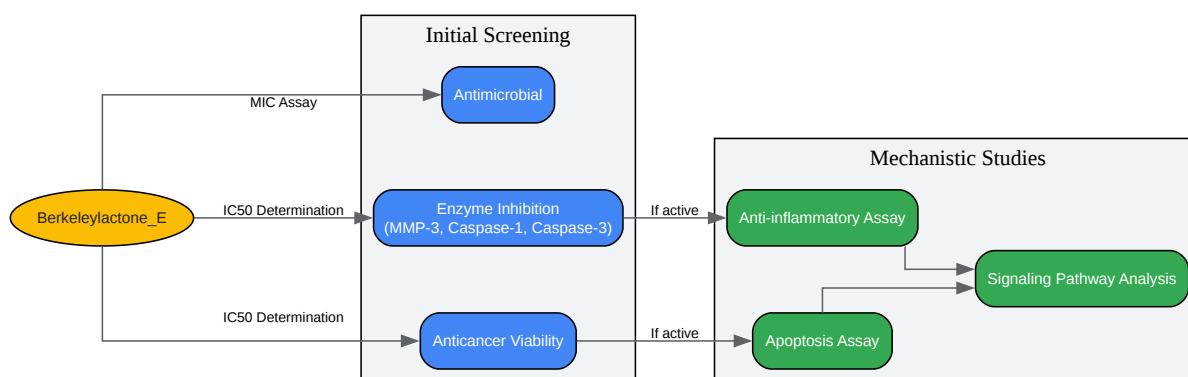 Initial Screening
Antimicrobial
MIC Assay
Mechanistic Studies
Berkeleylactone_E
IC50 Determination
Enzyme Inhibition
(MMP-3, Caspase-1, Caspase-3)
If active
Anti-inflammatory Assay
Signaling Pathway Analysis
IC50 Determination
Anticancer Viability
If active
Apoptosis Assay